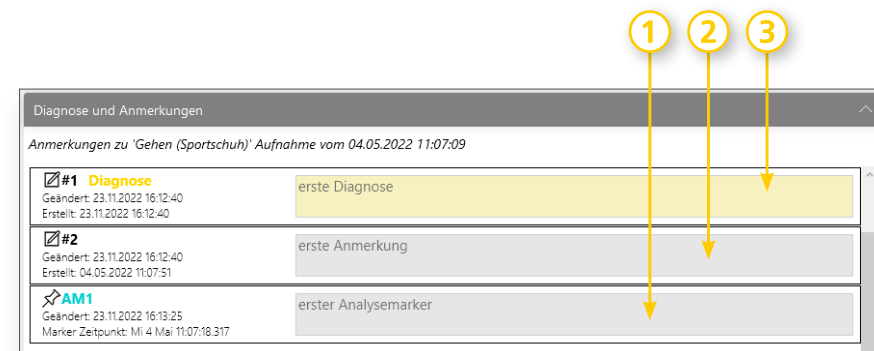 1 2 3
Diagnose und Anmerkungen
Anmerkungen zu 'Gehen (Sportschuh)' Aufnahme vom 04.05.2022 11:07:09
#1 Diagnose
Geändert: 23.11.2022 16:12:40
Erstellt: 23.11.2022 16:12:40
erste Diagnose
#2
Geändert: 23.11.2022 16:12:40
Erstellt: 04.05.2022 11:07:51
erste Anmerkung
AM1
Geändert: 23.11.2022 16:13:25
Marker Zeitpunkt: Mi 4 Mai 11:07:18.317
erster Analysemarker